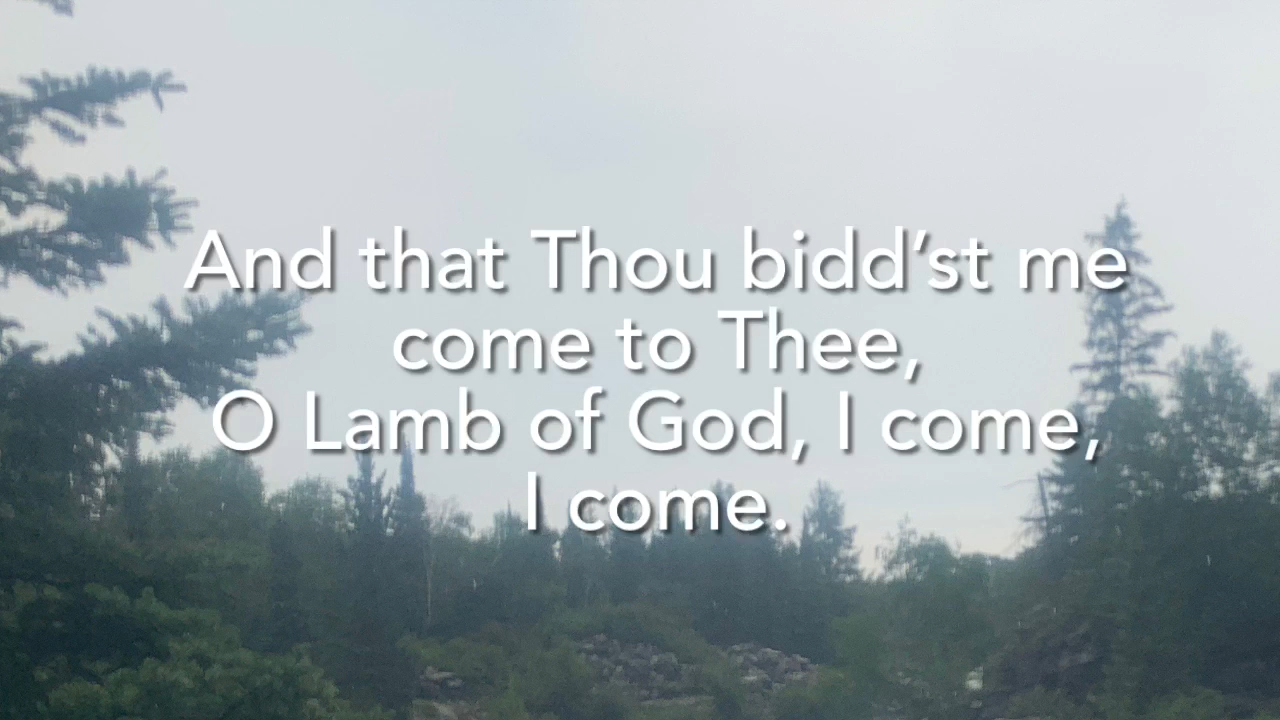 And that Thou bidd’st me
come to Thee,
O Lamb of God, I come,
I come.